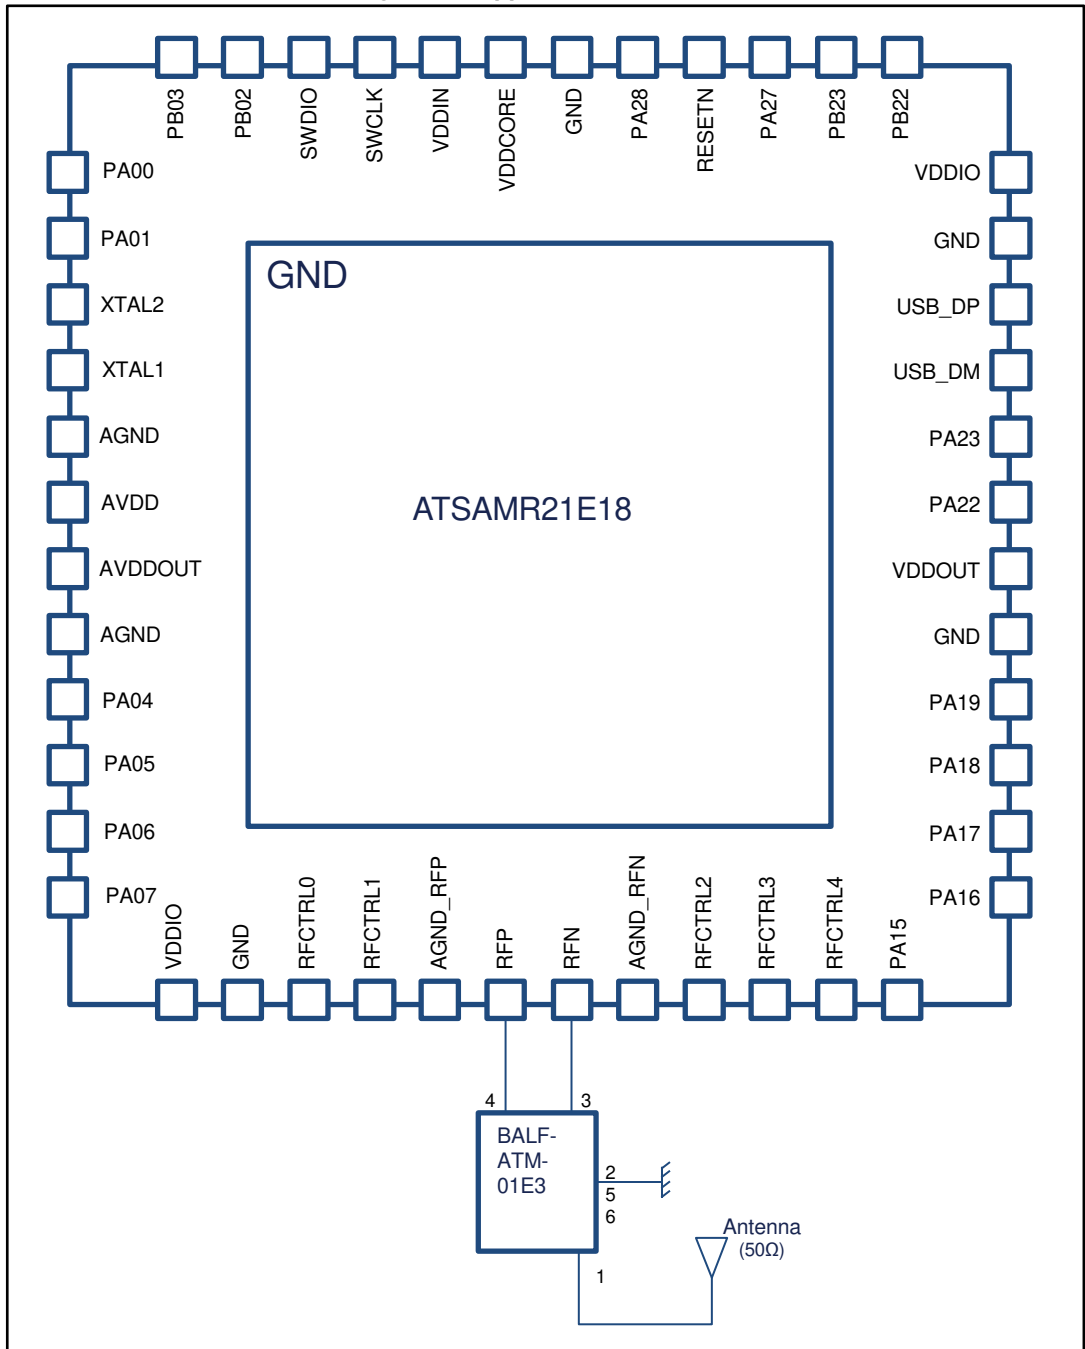 PB03
PB02
SWDIO
SWCLK
VDDIN
VDDCORE
GND
PA28
RESETN
PA27
PB23
PB22
PA00
PA01
XTAL2
XTAL1
AGND
AVDD
AVDDOUT
AGND
PA04
PA05
PA06
PA07
VDDIO
GND
USB_DP
USB_DM
PA23
PA22
VDDOUT
GND
PA19
PA18
PA17
PA16
GND
ATSAMR21E18
VDDIO
GND
RFCTRL0
RFCTRL1
AGND_RFP
RFP
RFN
AGND_RFN
RFCTRL2
RFCTRL3
RFCTRL4
PA15
4
3
BALF-
ATM-
01E3
2
5
6
1
Antenna
(50Ω)